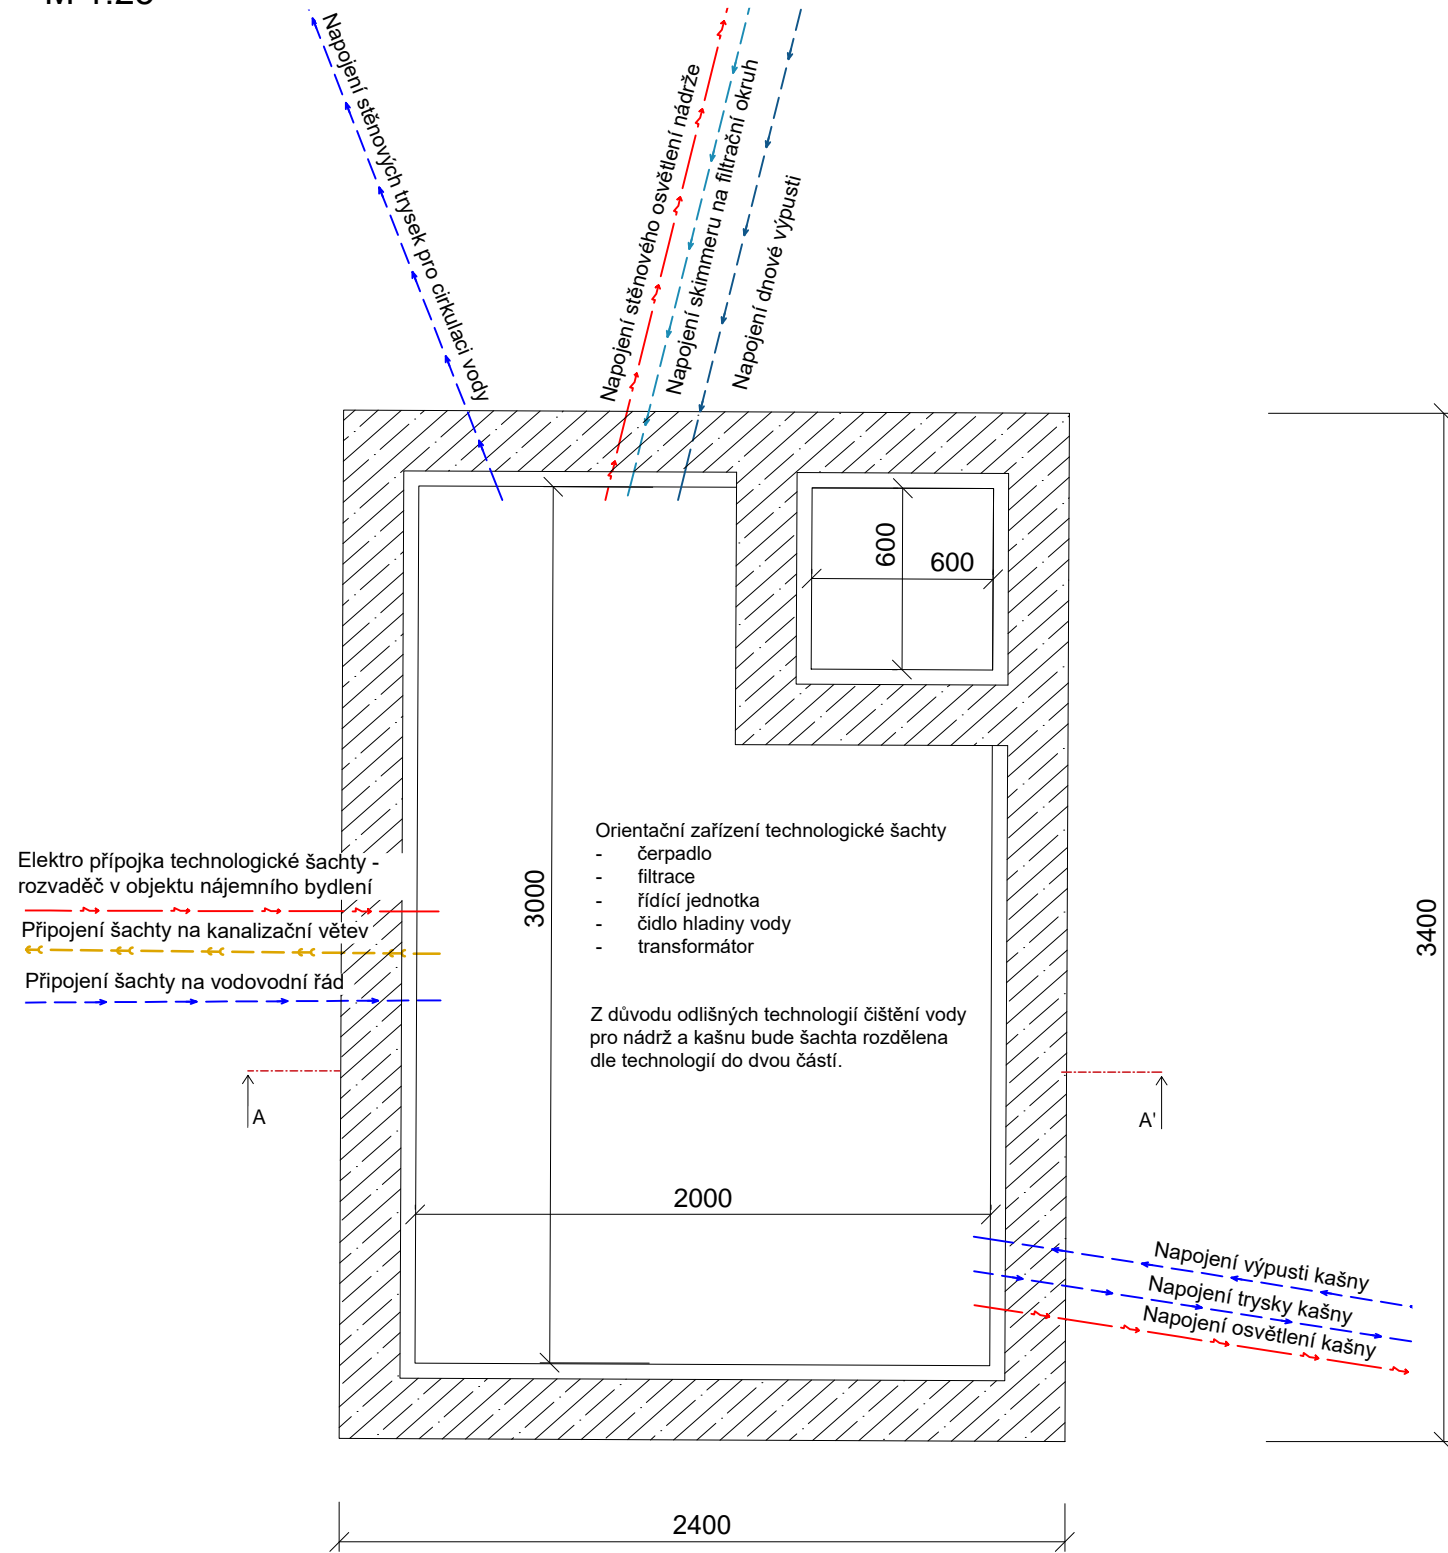 Napojení stěnových trysek pro cirkulaci vody
Napojení stěnového osvětlení nádrže
Napojení skimmeru na filtrační okruh
Napojení dnové výpusti
600
600
3000
3400
Orientační zařízení technologické šachty
- čerpadlo
- filtrace
- řídící jednotka
- čidlo hladiny vody
- transformátor
Elektro přípojka technologické šachty -
rozvaděč v objektu nájemního bydlení
Připojení šachty na kanalizační větev
Připojení šachty na vodovodní řád
Z důvodu odlišných technologií čištění vody
pro nádrž a kašnu bude šachta rozdělena
dle technologií do dvou částí.
A
A'
2000
Napojení výpusti kašny
Napojení trysky kašny
Napojení osvětlení kašny
2400